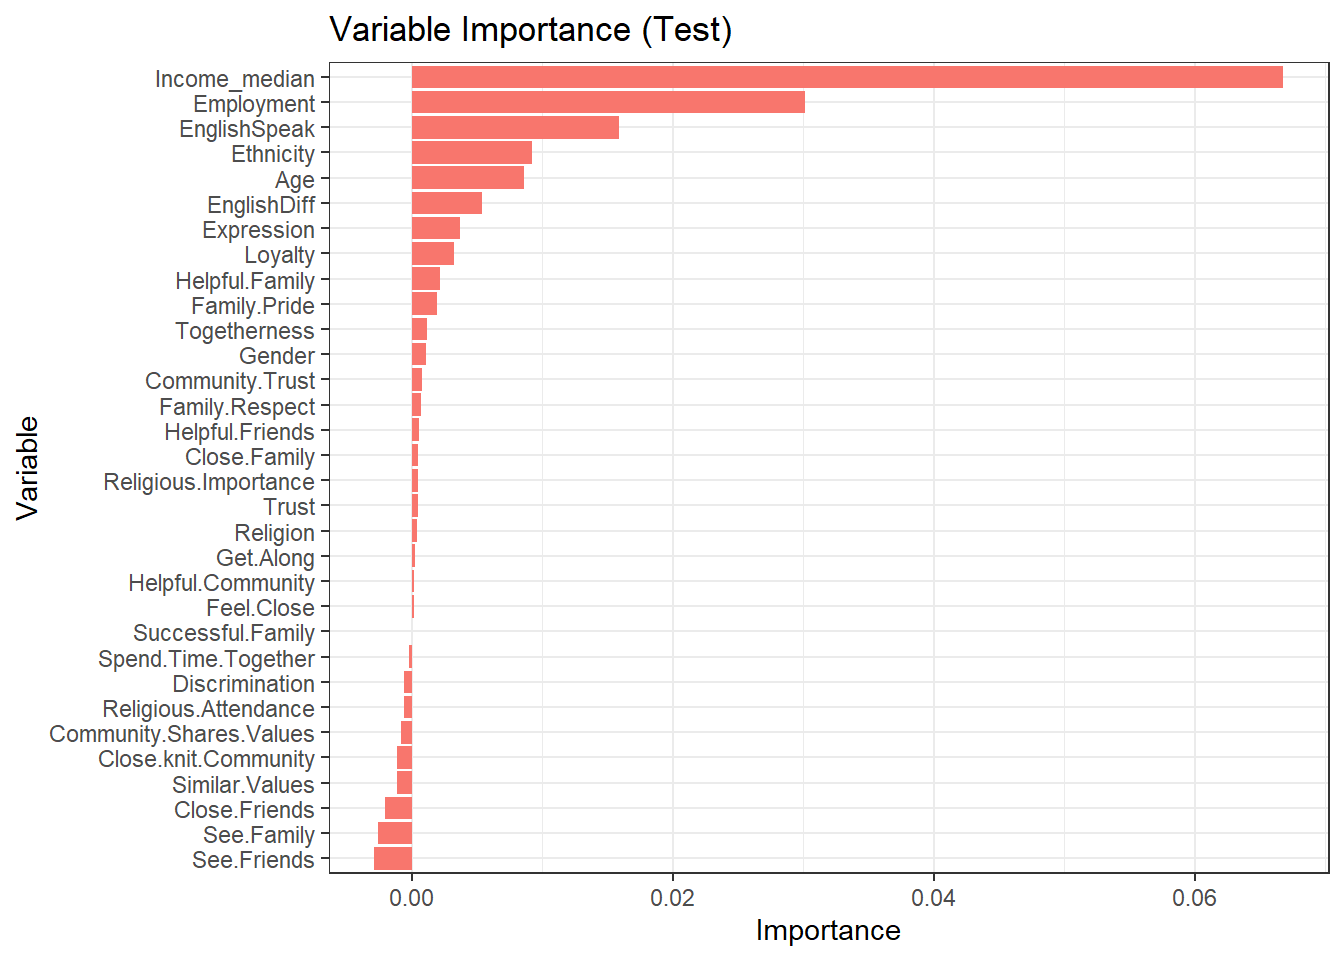 Variable Importance (Test)
Income_median
Employment
EnglishSpeak
Ethnicity
Age
EnglishDiff
Expression
Loyalty
Helpful.Family
Family.Pride
Togetherness
Gender
Community.Trust
Family.Respect
Helpful.Friends
Close.Family
Religious.Importance
Trust
Religion
Get.Along
Helpful.Community
Feel.Close
Successful.Family
Spend.Time.Together
Discrimination
Religious.Attendance
Community.Shares.Values
Close.knit.Community
Similar.Values
Close.Friends
See.Family
See.Friends
Variable
0.00 0.02 0.04 0.06
Importance